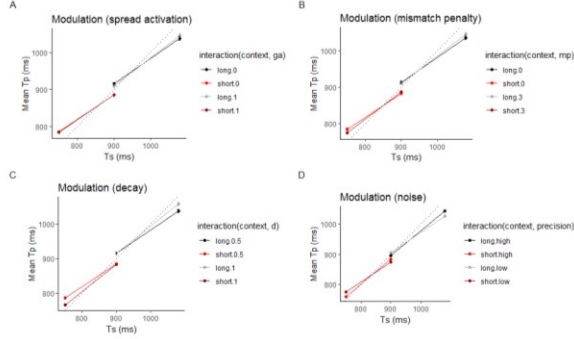 A
Modulation (spread activation)
1000
900
800
800
900
1000
Ts (ms)
Mean Tp (ms)
interaction(context, ga)
long.0
short.0
long.1
short.1
B
Modulation (mismatch penalty)
1000
900
800
800
900
1000
Ts (ms)
Mean Tp (ms)
interaction(context, mp)
long.0
short.0
long.3
short.3
C
Modulation (decay)
1000
900
800
800
900
1000
Ts (ms)
Mean Tp (ms)
interaction(context, d)
long.0.5
short.0.5
long.1
short.1
D
Modulation (noise)
1000
900
800
800
900
1000
Ts (ms)
Mean Tp (ms)
interaction(context, precision)
long.high
short.high
long.low
short.low